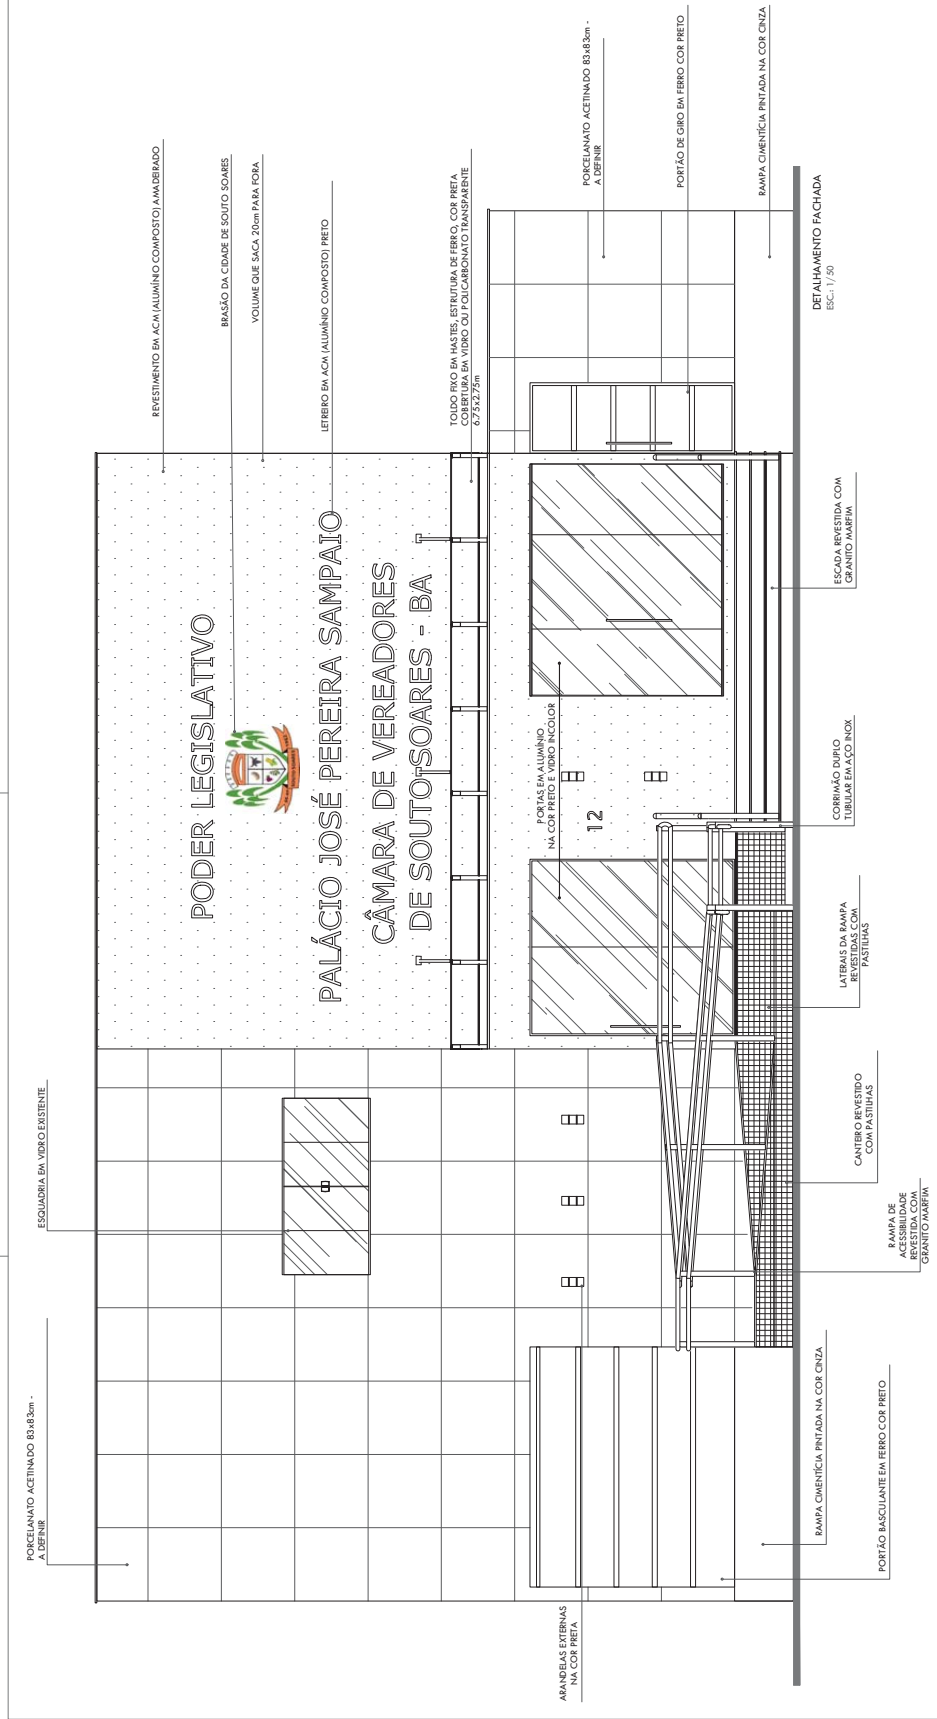 PORCELANATO ACETINADO 83x83cm -
A DEFINIR
ESQUADRIA EM VIDRO EXISTENTE
REVESTIMENTO EM ACM (ALUMÍNIO COMPOSTO) AMADEIRADO
BRASÃO DA CIDADE DE SOUTO SOARES
VOLUME QUE SACA 20cm PARA FORA
LETREIRO EM ACM (ALUMÍNIO COMPOSTO) PRETO
TOLDO FIXO EM HASTES, ESTRUTURA DE FERRO, COR PRETA
COBERTURA EM VIDRO OU POLICARBONATO TRANSPARENTE
6.75x2.75m
PORCELANATO ACETINADO 83x83cm -
A DEFINIR
PORTÃO DE GIRO EM FERRO COR PRETO
RAMPA CIMENTÍCIA PINTADA NA COR CINZA
PODER LEGISLATIVO
PALÁCIO JOSÉ PEREIRA SAMPAIO
CÂMARA DE VEREADORES
DE SOUTO SOARES - BA
PORTAS EM ALUMÍNIO
NA COR PRETO E VIDRO INCOLOR
12
ARANDELAS EXTERNAS
NA COR PRETA
RAMPA CIMENTÍCIA PINTADA NA COR CINZA
PORTÃO BASCULANTE EM FERRO COR PRETO
RAMPA DE
ACESSIBILIDADE
REVESTIDA COM
GRANITO MARFIM
CANTEIRO REVESTIDO
COM PASTILHAS
LATERAIS DA RAMPA
REVESTIDAS COM
PASTILHAS
CORRIMÃO DUPLO
TUBULAR EM AÇO INOX
ESCADA REVESTIDA COM
GRANITO MARFIM
DETALHAMENTO FACHADA
ESC.: 1/50